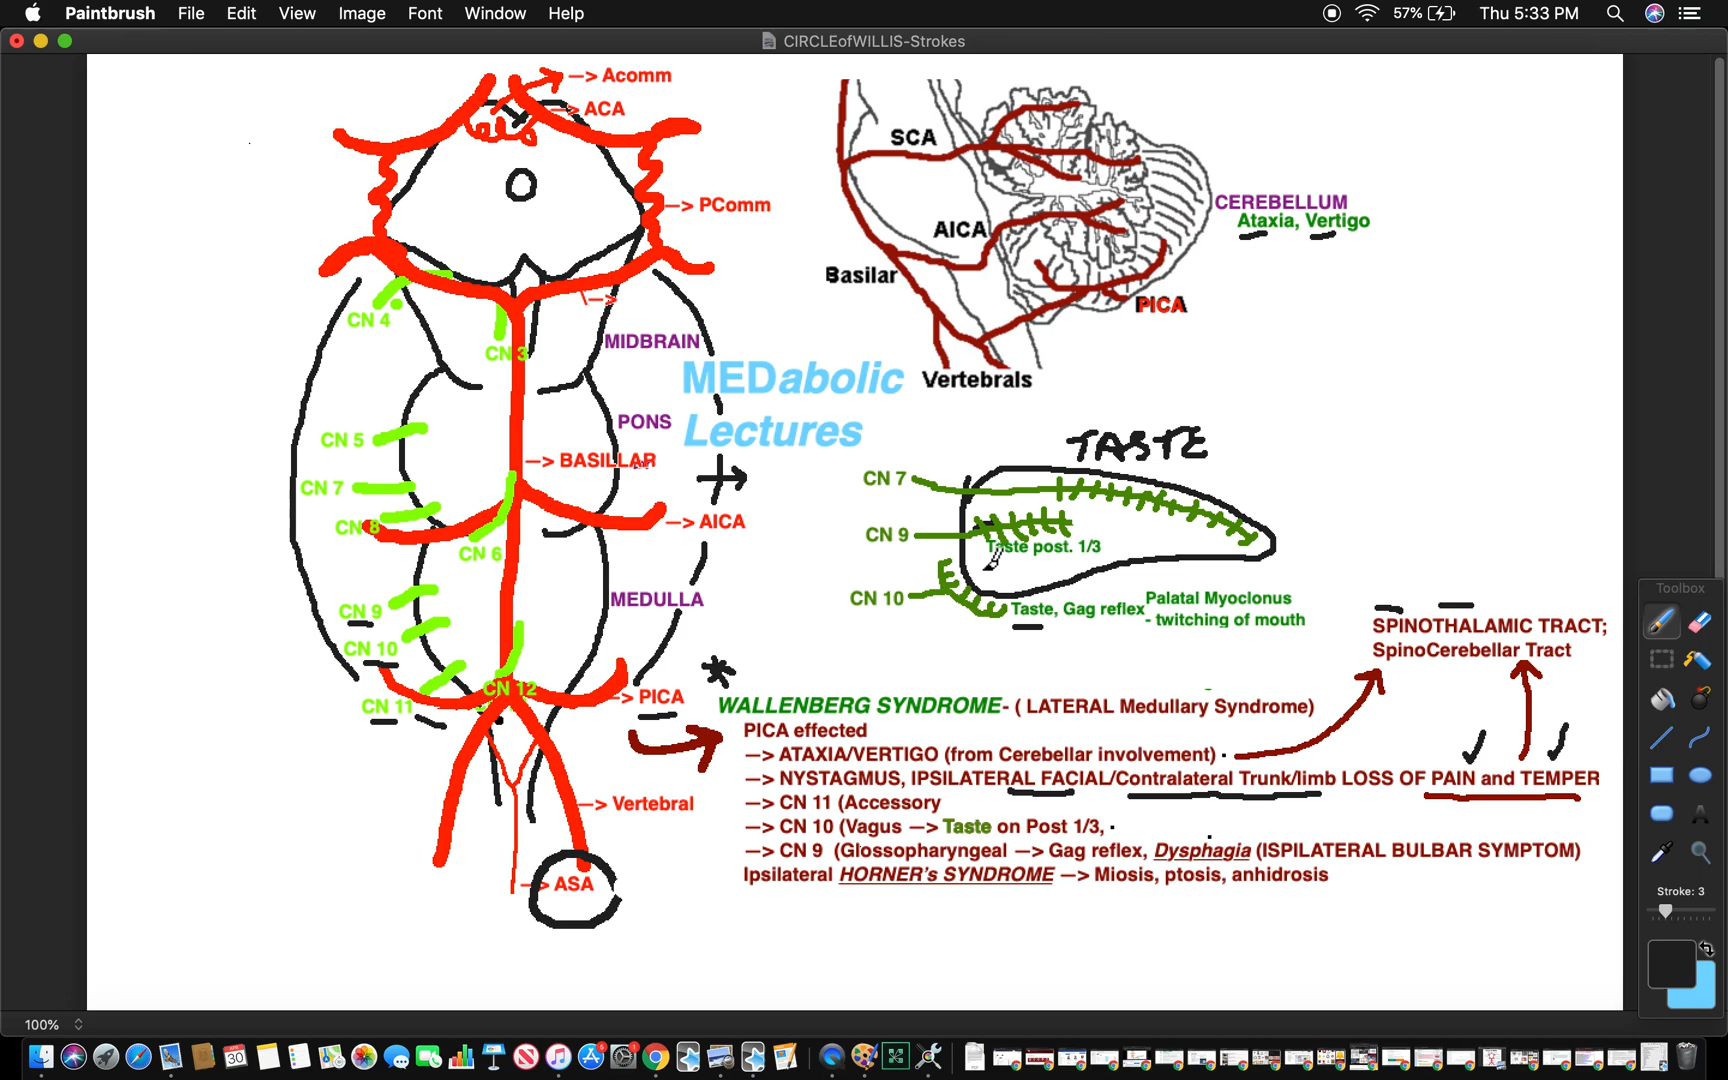 Paintbrush File Edit View Image Font Window Help 57% Thu 5:33 PM
CIRCLEofWILLIS-Strokes
—> Acomm
—> ACA
—> PComm
CN 4
CN 3
\—>
MIDBRAIN
PONS
CN 5
—> BASILLAR
CN 7
CN 8
—> AICA
CN 6
MEDULLA
CN 9
CN 10
CN 12
—> PICA
CN 11
—> Vertebral
—> ASA
MEDabolic
Lectures
SCA
AICA
Basilar
PICA
Vertebrals
CEREBELLUM
Ataxia, Vertigo
TASTE
CN 7
CN 9
Taste post. 1/3
CN 10
Taste, Gag reflex
Palatal Myoclonus
- twitching of mouth
SPINOTHALAMIC TRACT;
SpinoCerebellar Tract
*
WALLENBERG SYNDROME- ( LATERAL Medullary Syndrome)
PICA effected
—> ATAXIA/VERTIGO (from Cerebellar involvement)
—> NYSTAGMUS, IPSILATERAL FACIAL/Contralateral Trunk/limb LOSS OF PAIN and TEMPER
—> CN 11 (Accessory
—> CN 10 (Vagus —> Taste on Post 1/3,
—> CN 9 (Glossopharyngeal —> Gag reflex, Dysphagia (ISPILATERAL BULBAR SYMPTOM)
Ipsilateral HORNER's SYNDROME —> Miosis, ptosis, anhidrosis
Toolbox
A
Stroke: 3
100%
APR
30